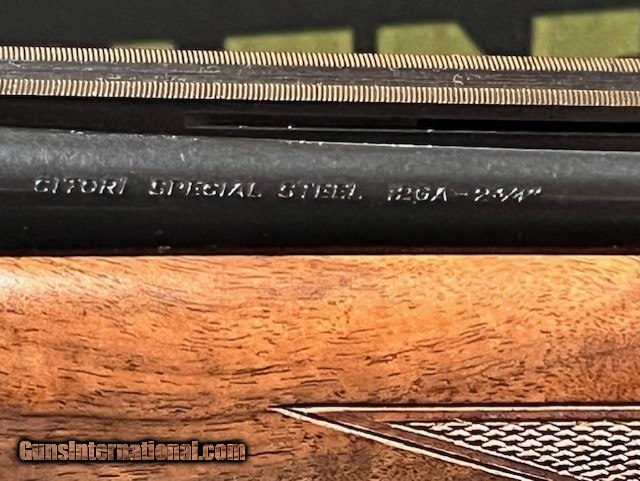 CITORI SPECIAL STEEL 12GA-2¾"
GunsInternational.com